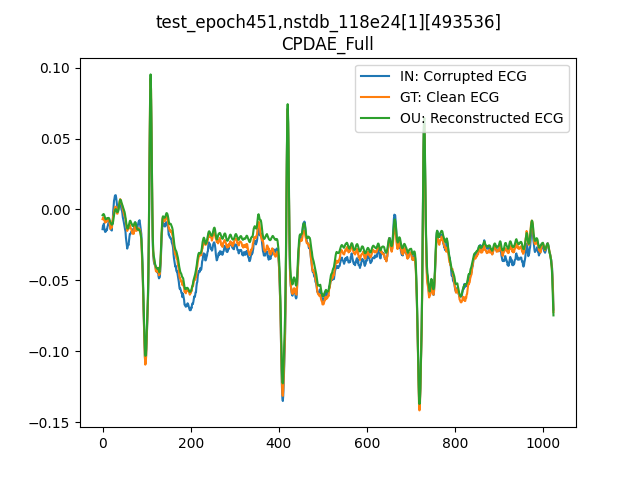 test_epoch451,nstdb_118e24[1][493536]
CPDAE_Full
IN: Corrupted ECG
GT: Clean ECG
OU: Reconstructed ECG
0.10
0.05
0.00
−0.05
−0.10
−0.15
0 200 400 600 800 1000